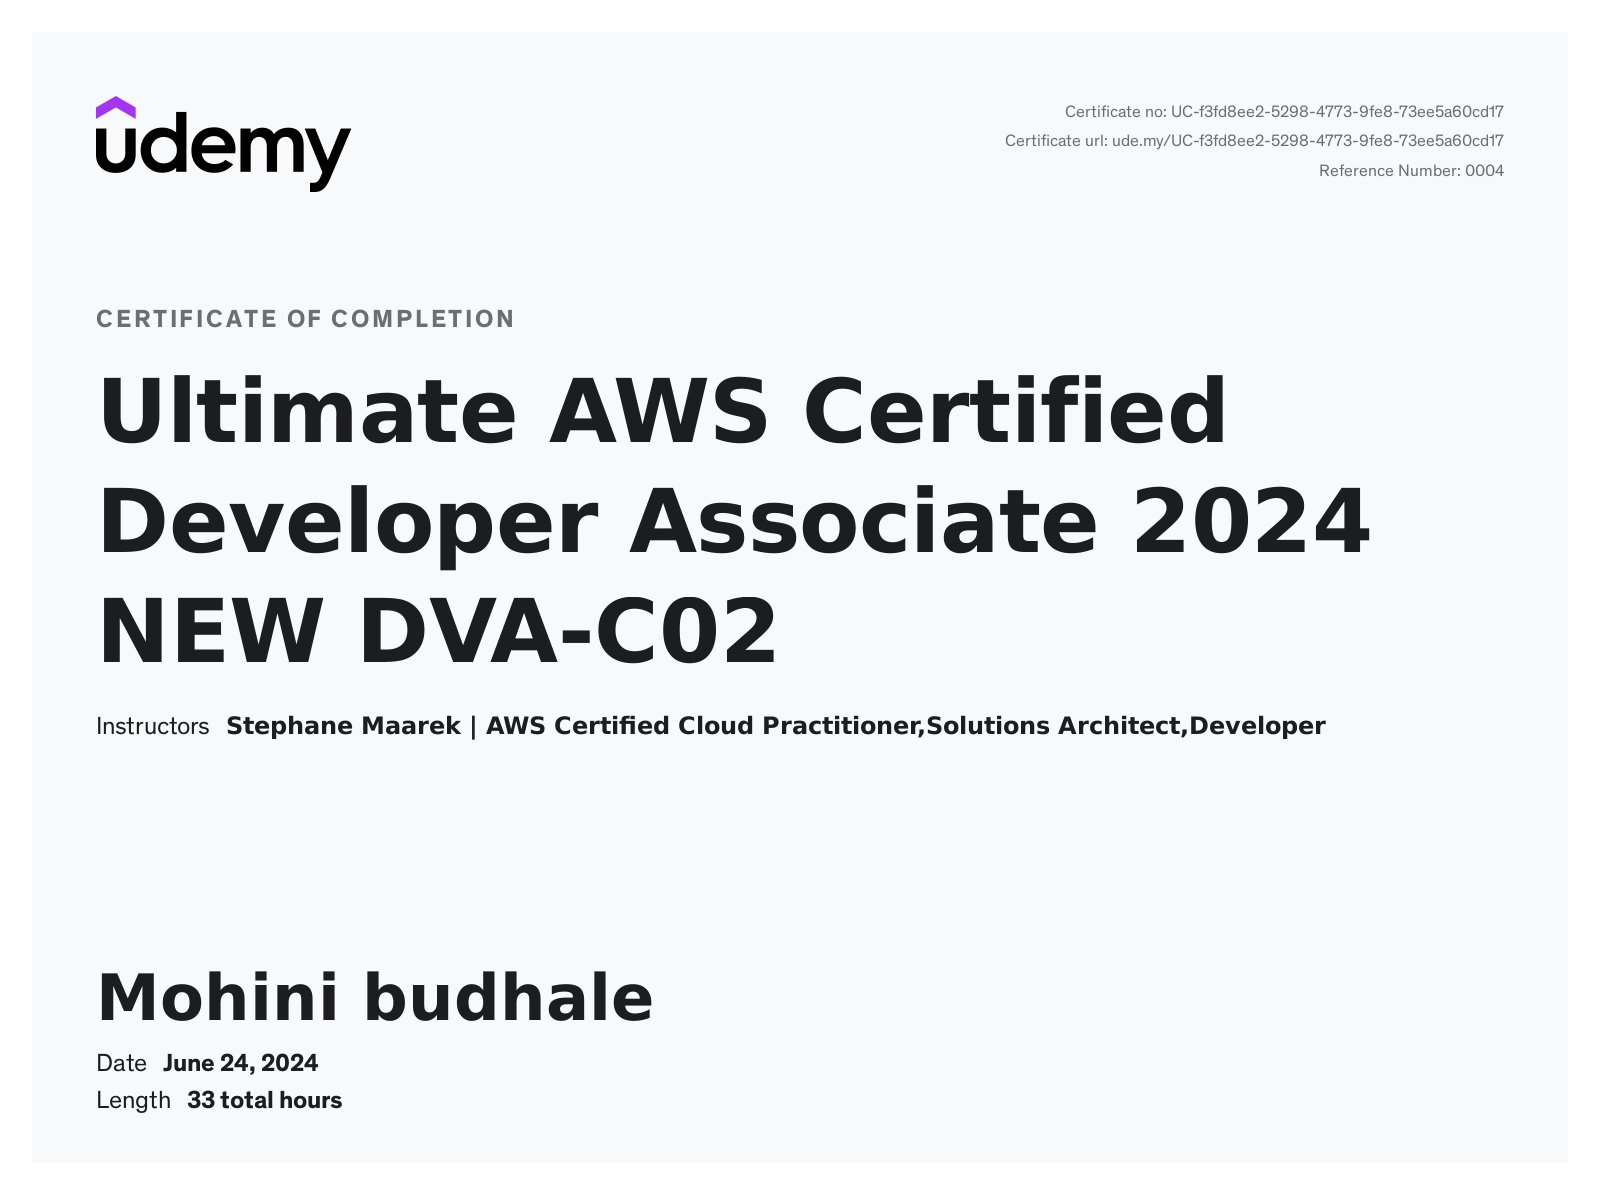 udemy
Certificate no: UC-f3fd8ee2-5298-4773-9fe8-73ee5a60cd17
Certificate url: ude.my/UC-f3fd8ee2-5298-4773-9fe8-73ee5a60cd17
Reference Number: 0004
CERTIFICATE OF COMPLETION
Ultimate AWS Certified
Developer Associate 2024
NEW DVA-C02
Instructors Stephane Maarek | AWS Certified Cloud Practitioner,Solutions Architect,Developer
Mohini budhale
Date June 24, 2024
Length 33 total hours